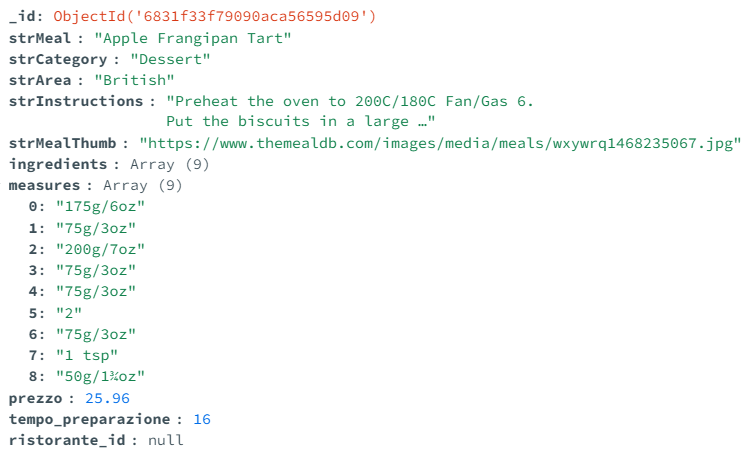 _id: ObjectId('6831f33f79090aca56595d09')
strMeal : "Apple Frangipan Tart"
strCategory : "Dessert"
strArea : "British"
strInstructions : "Preheat the oven to 200C/180C Fan/Gas 6.
Put the biscuits in a large …"
strMealThumb : "https://www.themealdb.com/images/media/meals/wxywrq1468235067.jpg"
ingredients : Array (9)
measures : Array (9)
0: "175g/6oz"
1: "75g/3oz"
2: "200g/7oz"
3: "75g/3oz"
4: "75g/3oz"
5: "2"
6: "75g/3oz"
7: "1 tsp"
8: "50g/1¾oz"
prezzo : 25.96
tempo_preparazione : 16
ristorante_id : null